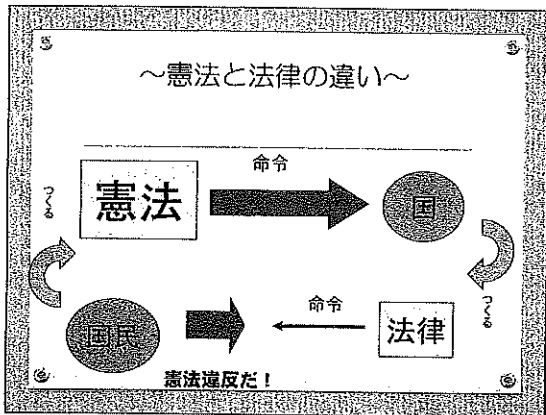 ～憲法と法律の違い～
命令
憲法
国
つくる
つくる
国民
命令
法律
憲法違反だ！